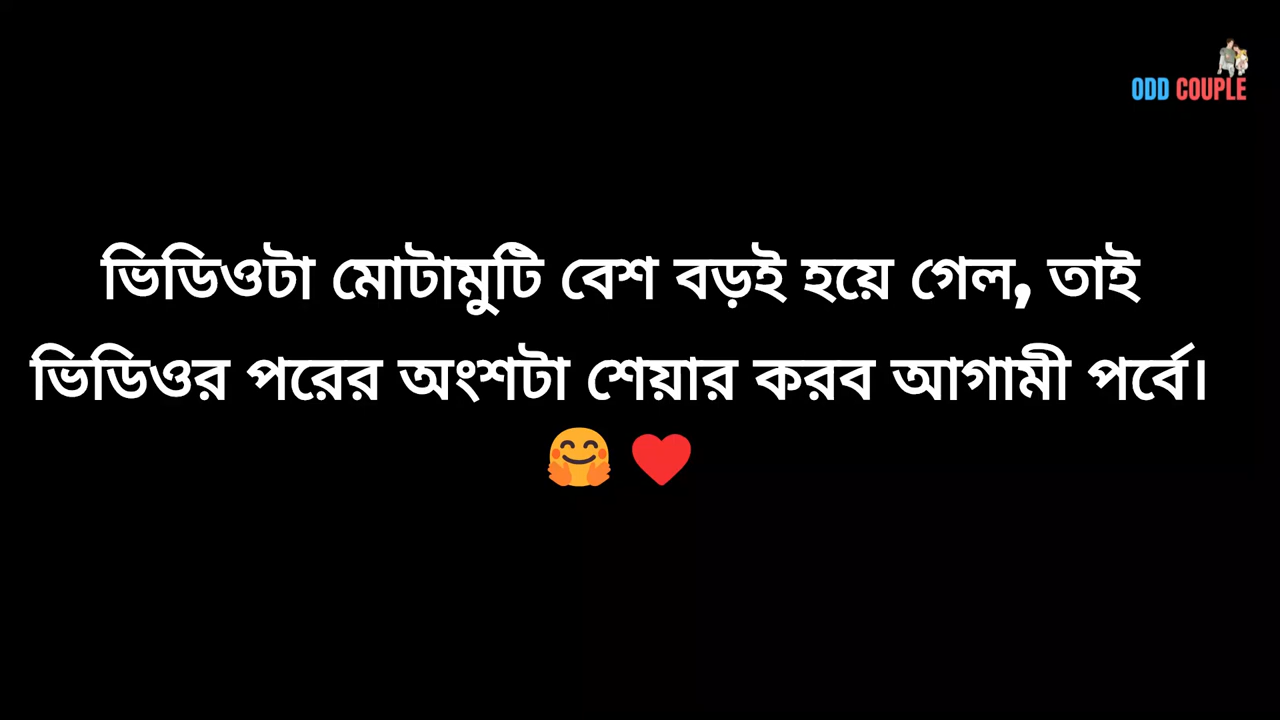 ODD COUPLE
ভিডিওটা মোটামুটি বেশ বড়ই হয়ে গেল, তাই
ভিডিওর পরের অংশটা শেয়ার করব আগামী পর্বে।
🤗 ♥️